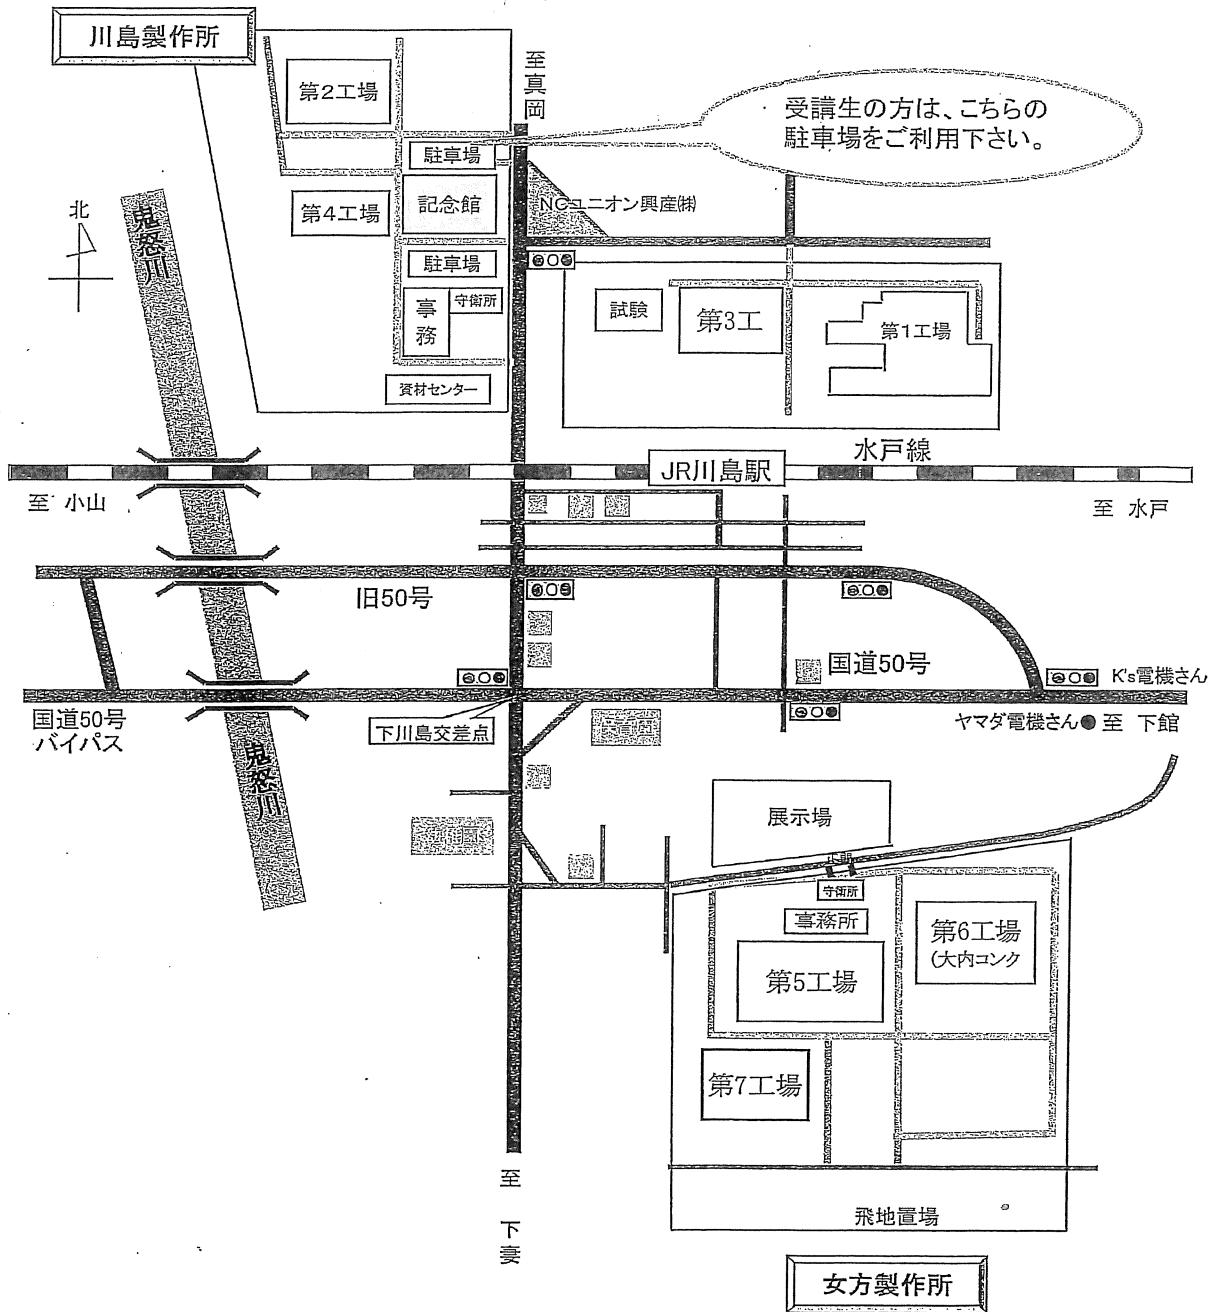 川島製作所
至真岡
第2工場
受講生の方は、こちらの
駐車場をご利用下さい。
駐車場
記念館
第4工場
NCユニオン興産㈱
北
鬼怒川
駐車場
守衛所
事務
試験
第3工
第1工場
資材センター
水戸線
JR川島駅
至 小山
至 水戸
旧50号
国道50号
K's電機さん
国道50号
バイパス
下川島交差点
ヤマダ電機さん● 至 下館
鬼怒川
展示場
守衛所
事務所
第6工場
(大内コンク
第5工場
第7工場
至 下妻
飛地置場
女方製作所